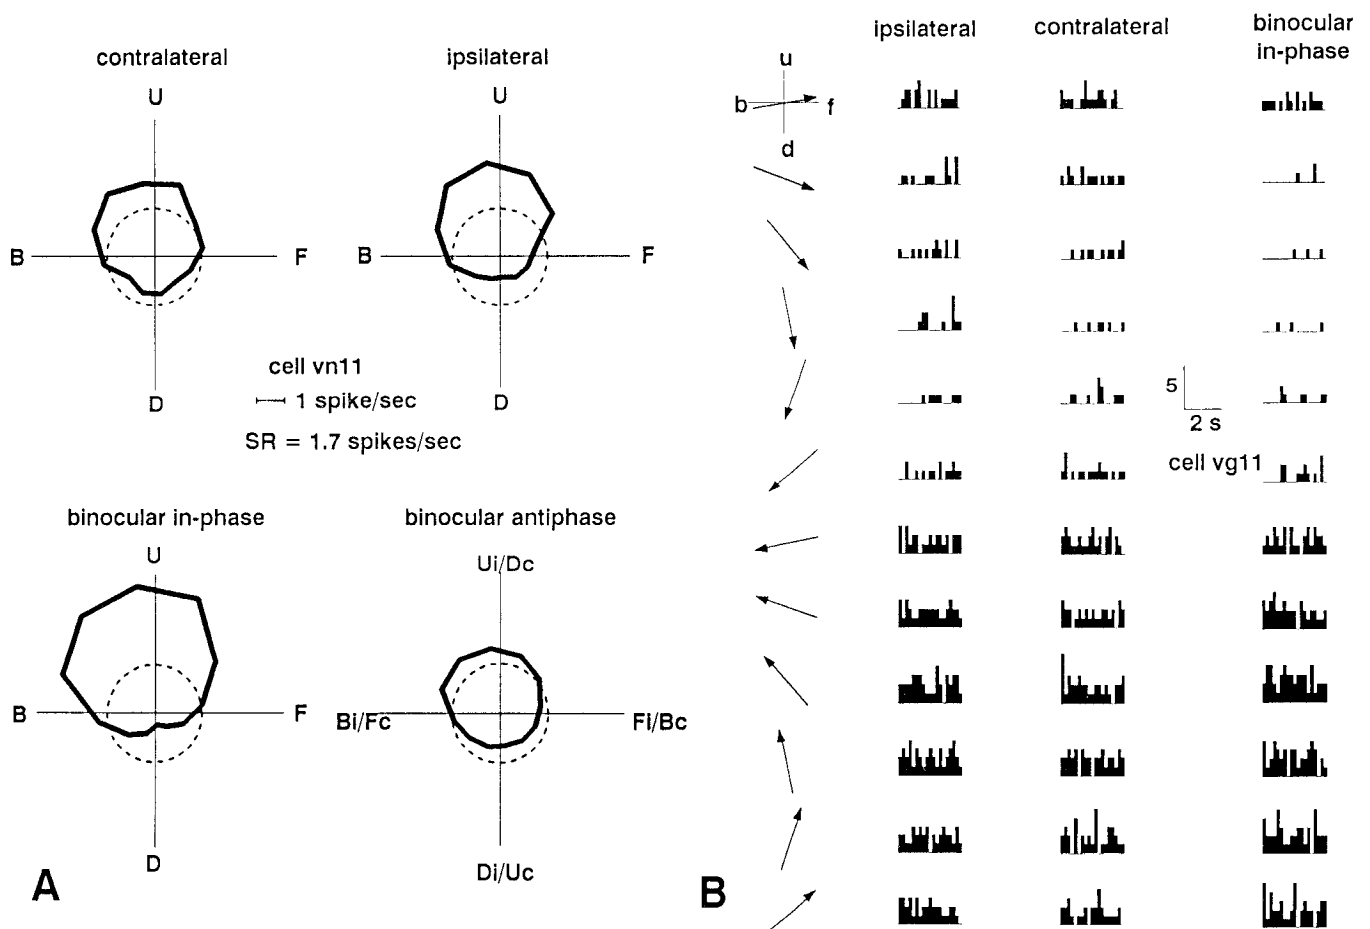 contralateral
U
B
F
D
ipsilateral
U
B
F
D
cell vn11
1 spike/sec
SR = 1.7 spikes/sec
binocular in-phase
U
B
F
D
binocular antiphase
Ui/Dc
Bi/Fc
Fi/Bc
Di/Uc
A
ipsilateral
contralateral
binocular
in-phase
u
b
f
d
5
2 s
cell vg11
B